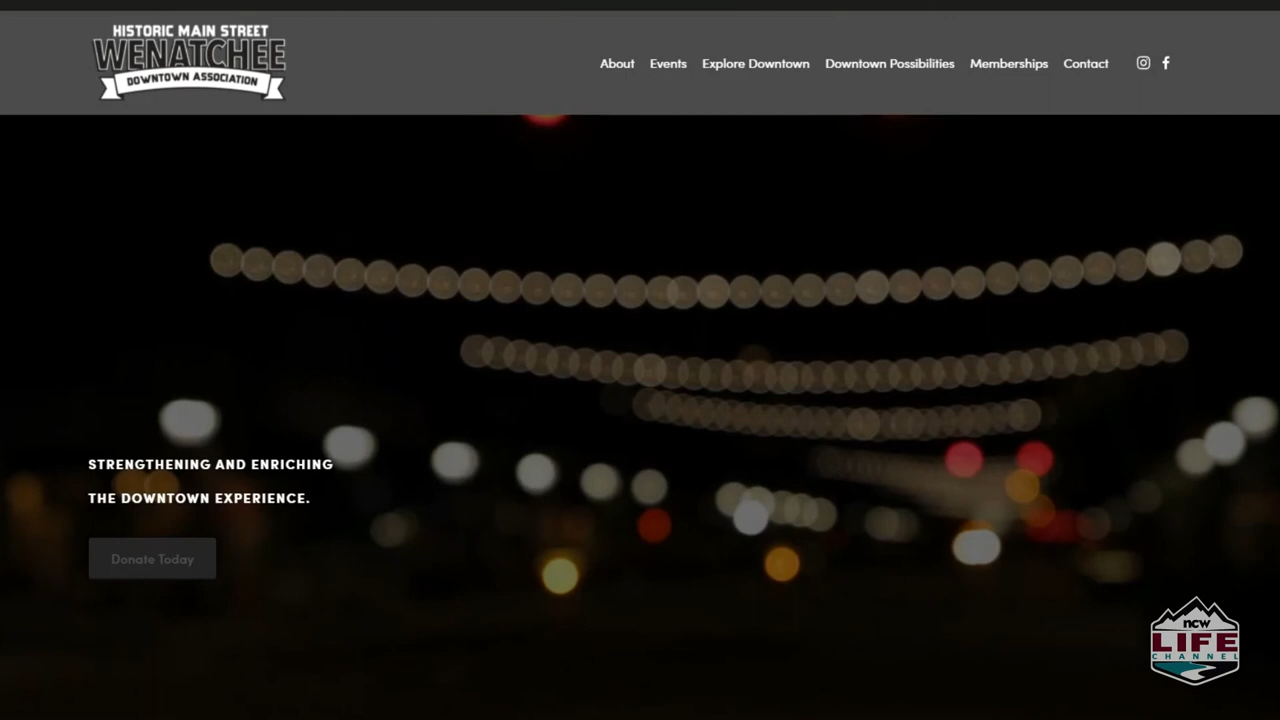 HISTORIC MAIN STREET
WENATCHEE
DOWNTOWN ASSOCIATION
About Events Explore Downtown Downtown Possibilities Memberships Contact
STRENGTHENING AND ENRICHING
THE DOWNTOWN EXPERIENCE.
Donate Today
ncw
LIFE
CHANNEL